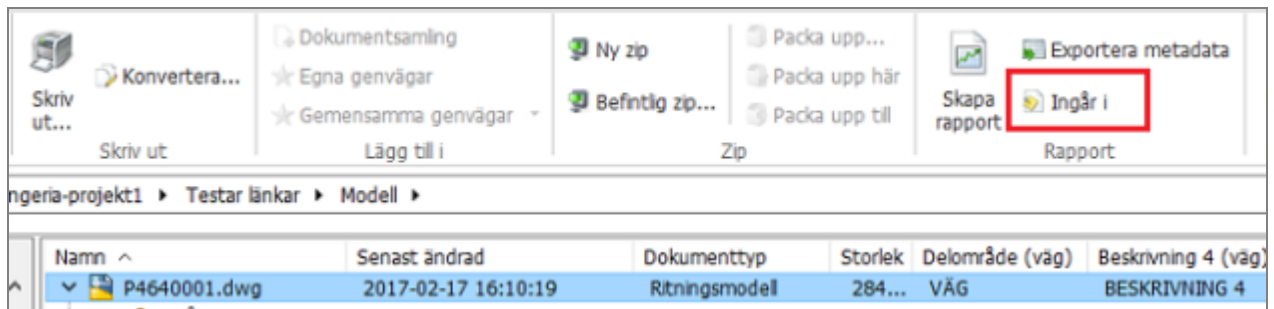 Skriv
ut...
Konvertera...
Skriv ut
Dokumentsamling
Egna genvägar
Gemensamma genvägar
Lägg till i
Ny zip
Befintlig zip...
Packa upp...
Packa upp här
Packa upp till
Zip
Skapa
rapport
Exportera metadata
Ingår i
Rapport
ngeria-projekt1 ▸ Testar länkar ▸ Modell ▸
Namn Senast ändrad Dokumenttyp Storlek Delområde (väg) Beskrivning 4 (väg)
P4640001.dwg 2017-02-17 16:10:19 Ritningsmodell 284... VÄG BESKRIVNING 4